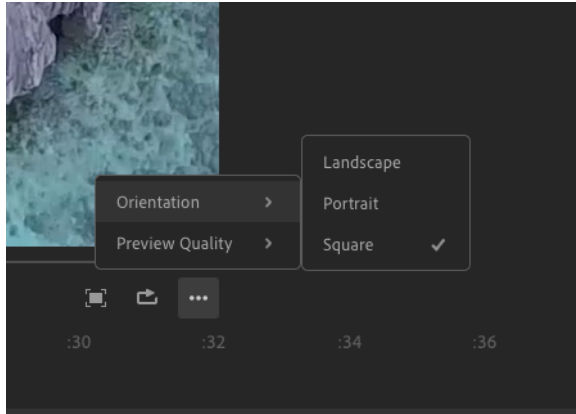 Orientation
Preview Quality
Landscape
Portrait
Square
:30 :32 :34 :36